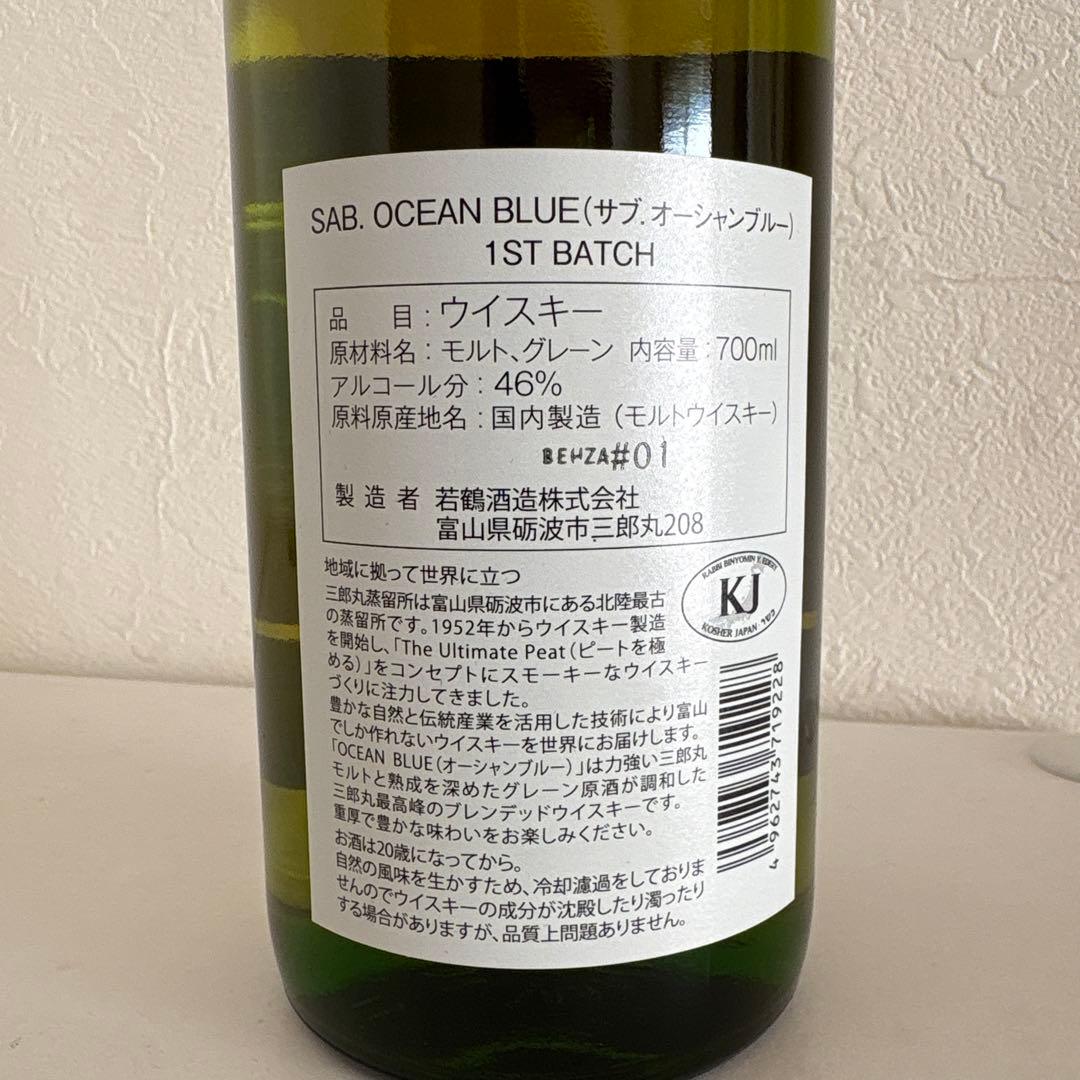 SAB. OCEAN BLUE(サブ.オーシャンブルー)
1ST BATCH
品 目 : ウイスキー
原材料名 : モルト、グレーン 内容量 : 700ml
アルコール分 : 46%
原料原産地名 : 国内製造 (モルトウイスキー)
#01
製造者 若鶴酒造株式会社
富山県砺波市三郎丸208
地域に拠って世界に立つ
三郎丸蒸留所は富山県砺波市にある北陸最古
の蒸留所です。1952年からウイスキー製造
を開始し、「The Ultimate Peat(ピートを極
める)」をコンセプトにスモーキーなウイスキー
づくりに注力してきました。
豊かな自然と伝統産業を活用した技術により富山
でしか作れないウイスキーを世界にお届けします。
「OCEAN BLUE(オーシャンブルー)」は力強い三郎丸
モルトと熟成を深めたグレーン原酒が調和した
三郎丸最高峰のブレンデッドウイスキーです。
重厚で豊かな味わいをお楽しみください。
お酒は20歳になってから。
自然の風味を生かすため、冷却濾過をしておりま
せんのでウイスキーの成分が沈殿したり濁ったり
する場合がありますが、品質上問題ありません。
RABBI BINYOMIN Y. EDERY
KJ
KOSHER JAPAN · כשר
4 962743 719228